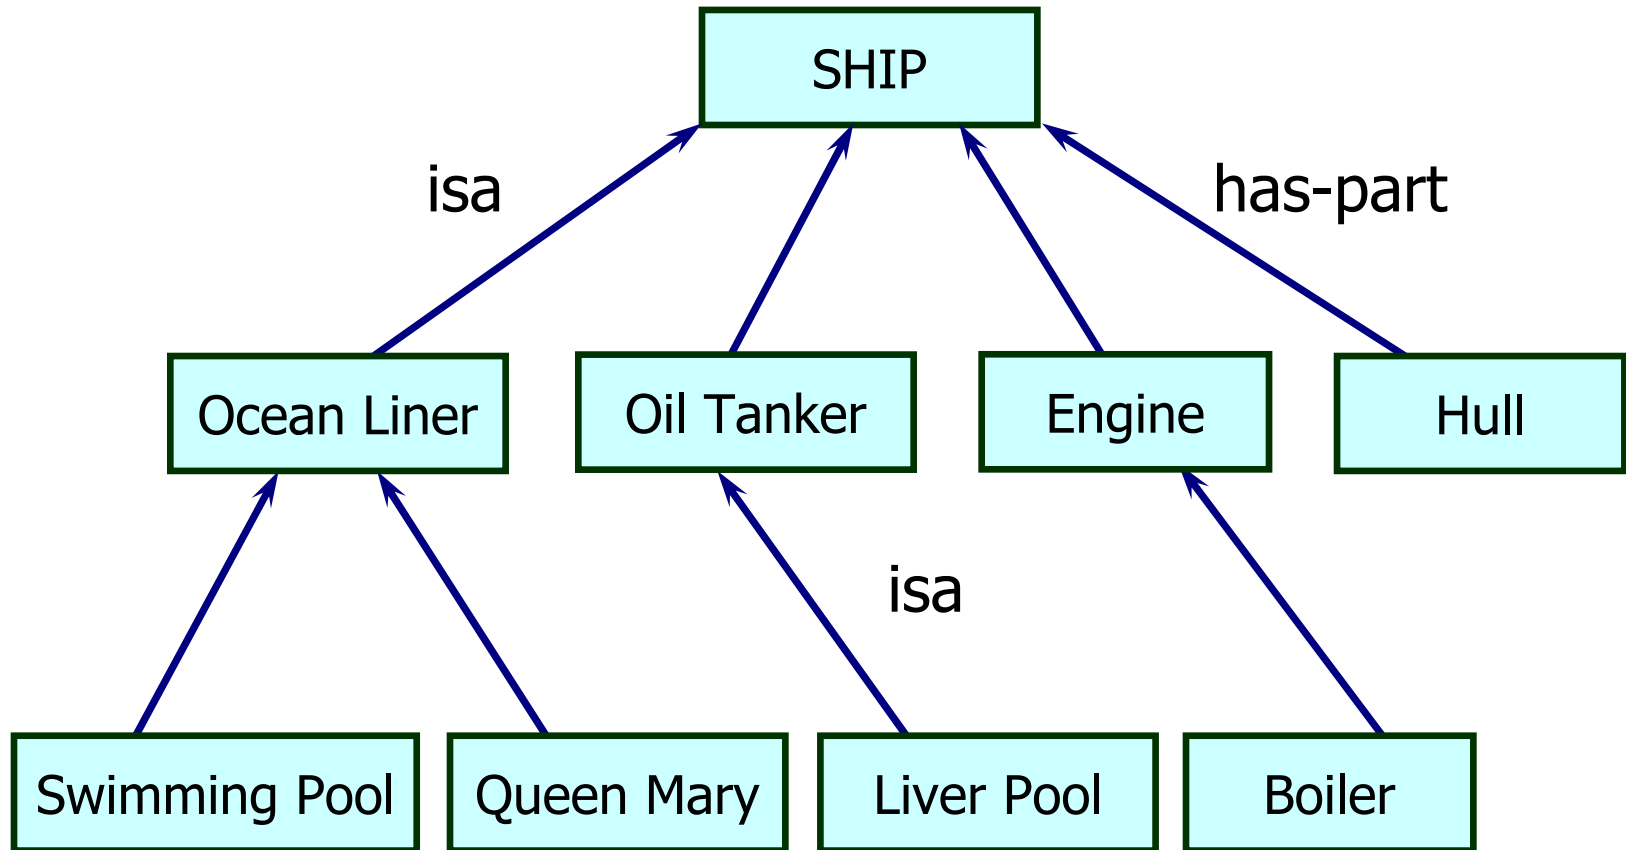 SHIP
isa
has-part
Ocean Liner
Oil Tanker
Engine
Hull
isa
Swimming Pool
Queen Mary
Liver Pool
Boiler